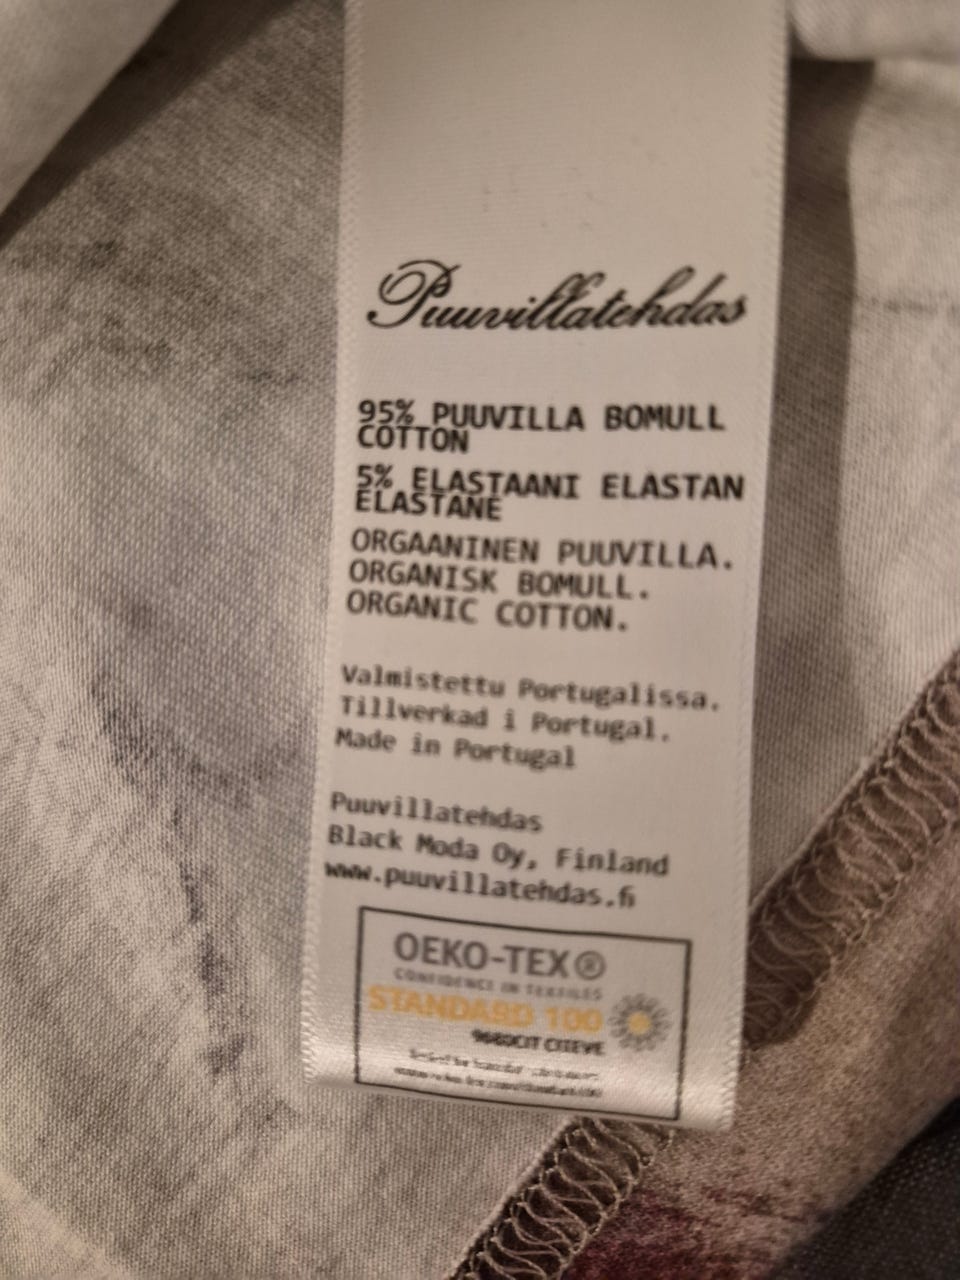 Puuvillatehdas
95% PUUVILLA BOMULL
COTTON
5% ELASTAANI ELASTAN
ELASTANE
ORGAANINEN PUUVILLA.
ORGANISK BOMULL.
ORGANIC COTTON.
Valmistettu Portugalissa.
Tillverkad i Portugal.
Made in Portugal
Puuvillatehdas
Black Moda Oy, Finland
www.puuvillatehdas.fi
OEKO-TEX®
CONFIDENCE IN TEXTILES
STANDARD 100
CITEVE